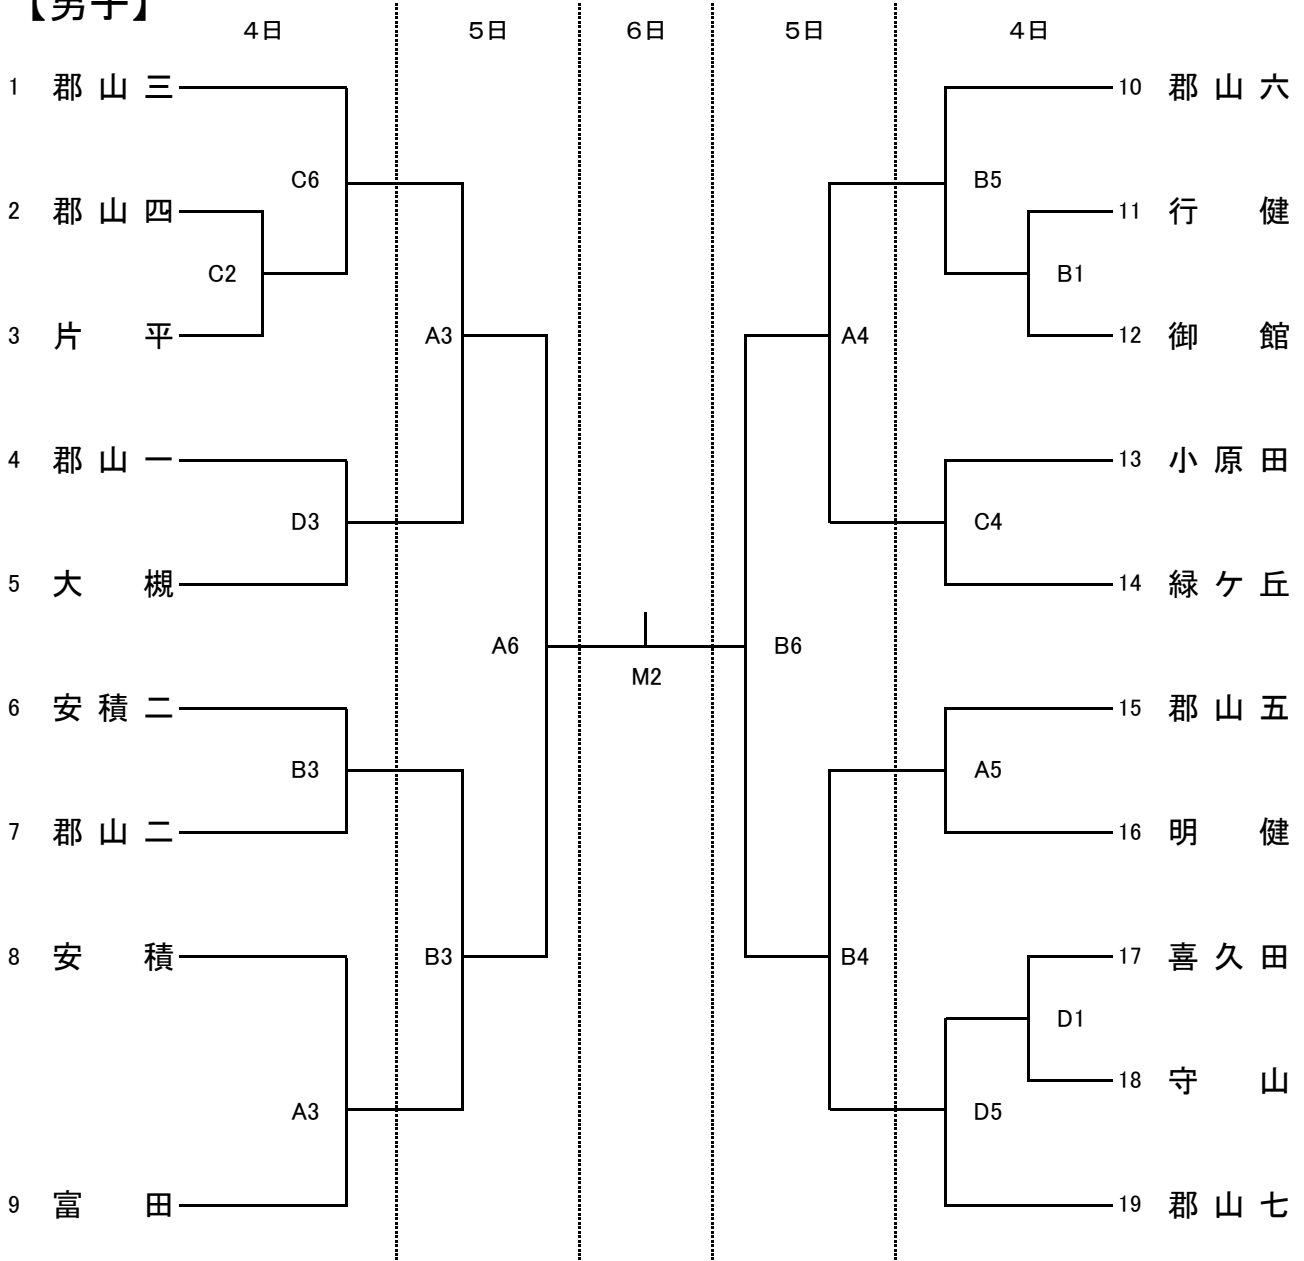 【男子】
４日 ５日 ６日 ５日 ４日
1 郡山三 10 郡山六
C6 B5
2 郡山四 11 行健
C2 B1
3 片平 A3 A4 12 御館
4 郡山一 13 小原田
D3 C4
5 大槻 14 緑ケ丘
A6 B6
M2
6 安積二 15 郡山五
B3 A5
7 郡山二 16 明健
8 安積 B3 B4 17 喜久田
D1
18 守山
A3 D5
9 富田 19 郡山七